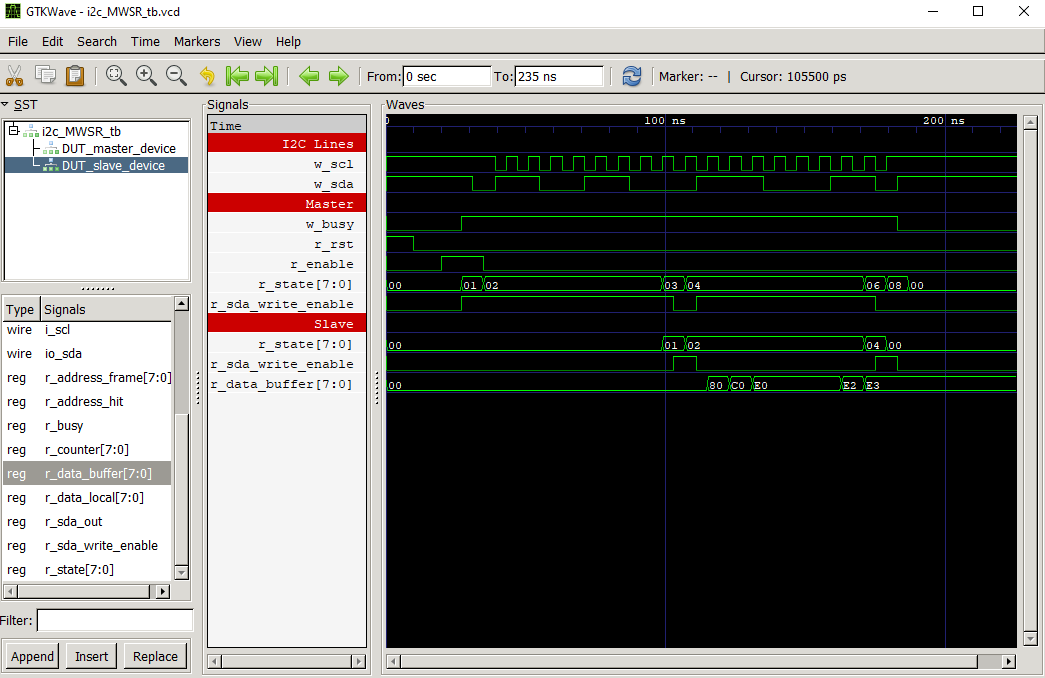 GTKWave - i2c_MWSR_tb.vcd
File Edit Search Time Markers View Help
From: 0 sec To: 235 ns Marker: -- | Cursor: 105500 ps
SST
i2c_MWSR_tb
DUT_master_device
DUT_slave_device
Type Signals
wire i_scl
wire io_sda
reg r_address_frame[7:0]
reg r_address_hit
reg r_busy
reg r_counter[7:0]
reg r_data_buffer[7:0]
reg r_data_local[7:0]
reg r_sda_out
reg r_sda_write_enable
reg r_state[7:0]
Filter:
Append Insert Replace
Signals
Time
I2C Lines
w_scl
w_sda
Master
w_busy
r_rst
r_enable
r_state[7:0]
r_sda_write_enable
Slave
r_state[7:0]
r_sda_write_enable
r_data_buffer[7:0]
Waves
0 100 ns 200 ns
00 01 02 03 04 06 08 00
00 01 02 04 00
00 80 C0 E0 E2 E3